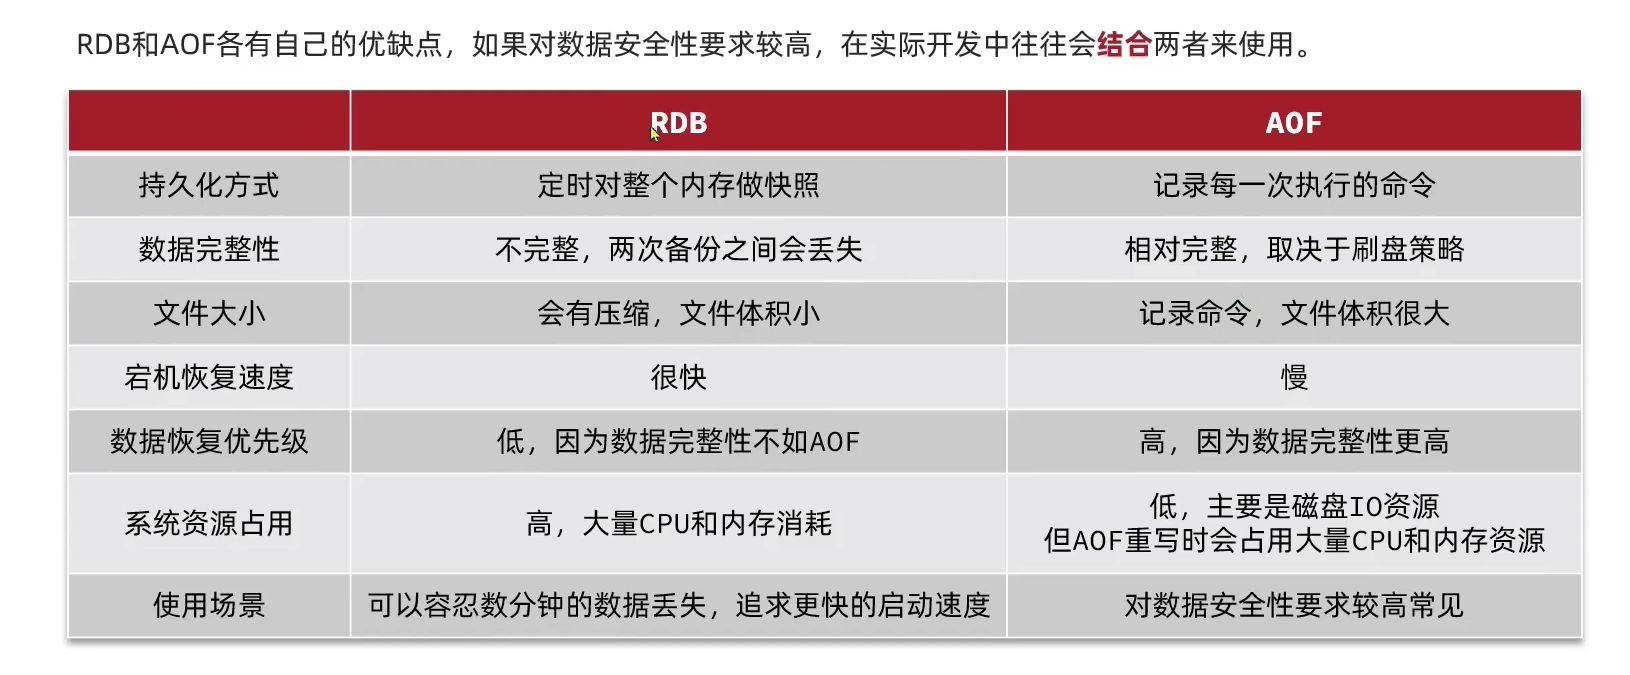 RDB和AOF各有自己的优缺点，如果对数据安全性要求较高，在实际开发中往往会结合两者来使用。
RDB AOF
持久化方式 定时对整个内存做快照 记录每一次执行的命令
数据完整性 不完整，两次备份之间会丢失 相对完整，取决于刷盘策略
文件大小 会有压缩，文件体积小 记录命令，文件体积很大
宕机恢复速度 很快 慢
数据恢复优先级 低，因为数据完整性不如AOF 高，因为数据完整性更高
系统资源占用 高，大量CPU和内存消耗 低，主要是磁盘IO资源
但AOF重写时会占用大量CPU和内存资源
使用场景 可以容忍数分钟的数据丢失，追求更快的启动速度 对数据安全性要求较高常见